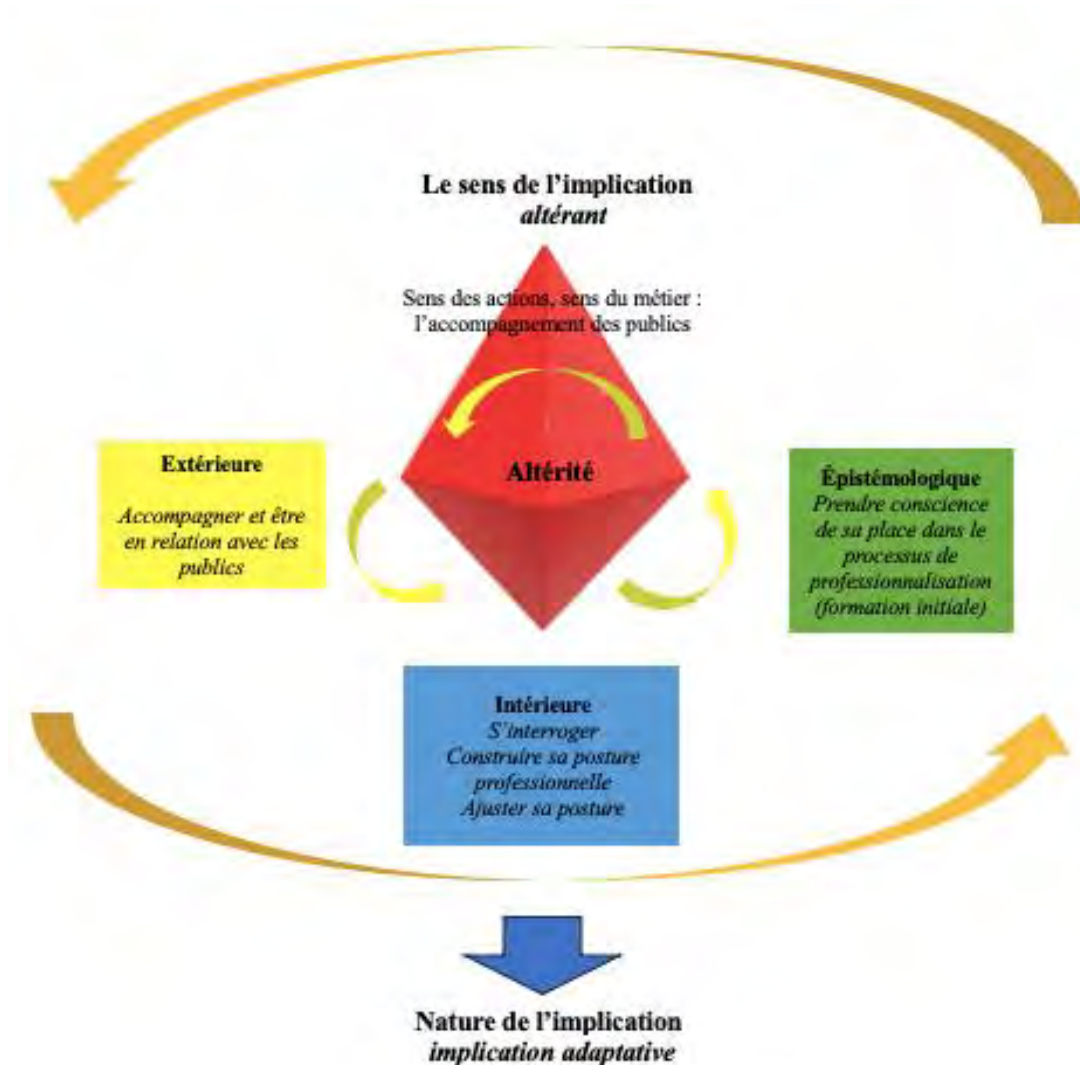 Le sens de l’implication
altérant
Sens des actions, sens du métier :
l’accompagnement des publics
Altérité
Extérieure
Accompagner et être
en relation avec les
publics
Épistémologique
Prendre conscience
de sa place dans le
processus de
professionnalisation
(formation initiale)
Intérieure
S’interroger
Construire sa posture
professionnelle
Ajuster sa posture
Nature de l’implication
implication adaptative